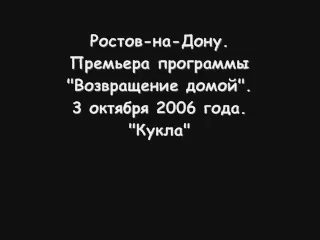 Ростов-на-Дону.
Премьера программы
"Возвращение домой".
3 октября 2006 года.
"Кукла"